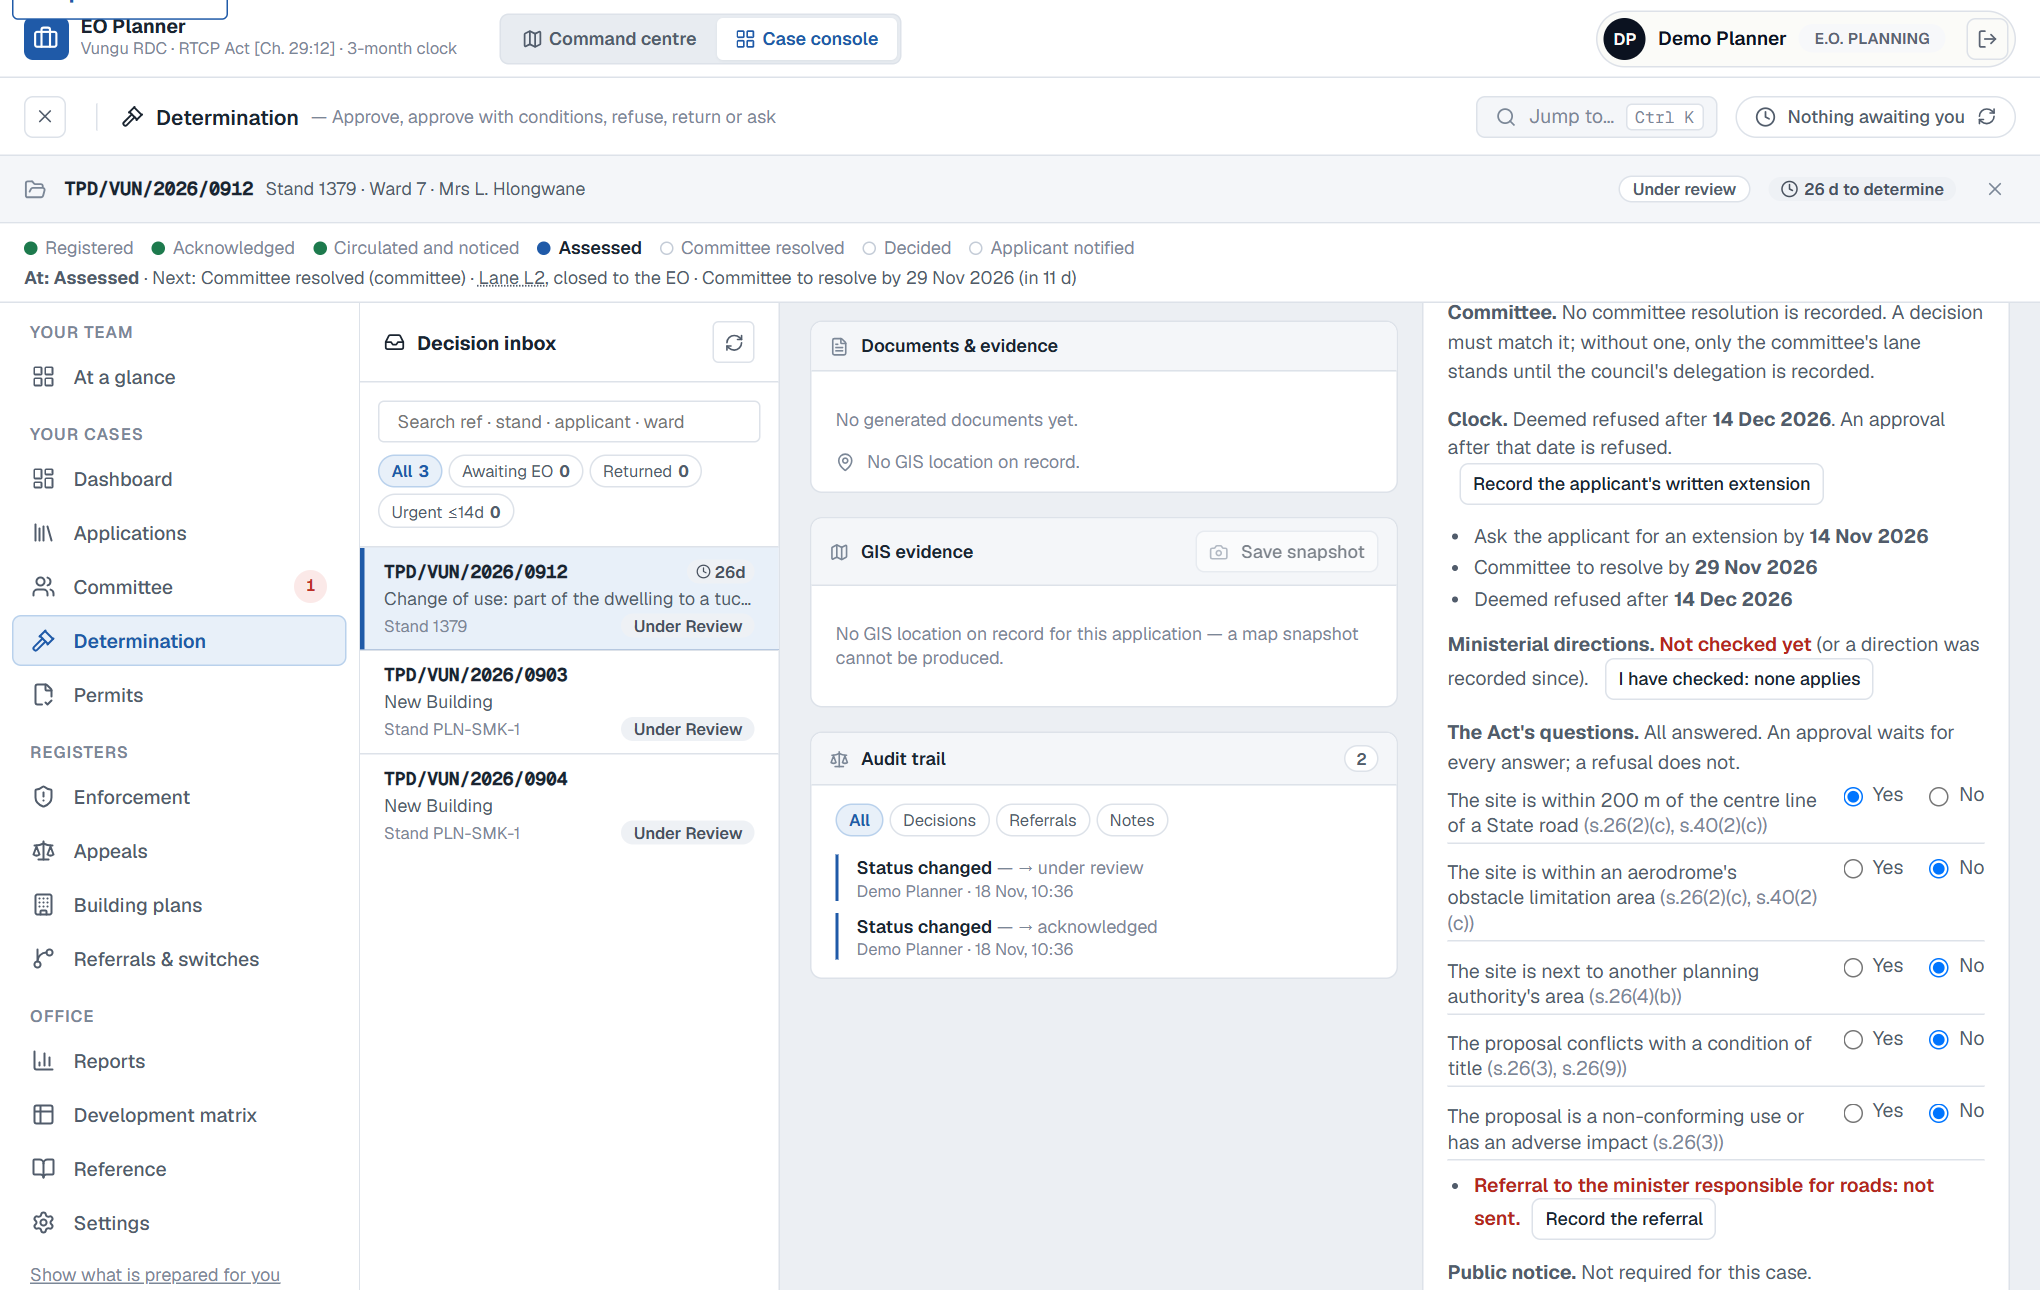 EO Planner
Vungu RDC · RTCP Act [Ch. 29:12] · 3-month clock
Command centre
Case console
DP
Demo Planner
E.O. PLANNING
Determination
— Approve, approve with conditions, refuse, return or ask
Jump to...
Ctrl K
Nothing awaiting you
TPD/VUN/2026/0912
Stand 1379 · Ward 7 · Mrs L. Hlongwane
Under review
26 d to determine
Registered
Acknowledged
Circulated and noticed
Assessed
Committee resolved
Decided
Applicant notified
At: Assessed · Next: Committee resolved (committee) · Lane L2, closed to the EO · Committee to resolve by 29 Nov 2026 (in 11 d)
YOUR TEAM
At a glance
YOUR CASES
Dashboard
Applications
Committee
1
Determination
Permits
REGISTERS
Enforcement
Appeals
Building plans
Referrals & switches
OFFICE
Reports
Development matrix
Reference
Settings
Show what is prepared for you
Decision inbox
Search ref · stand · applicant · ward
All 3
Awaiting EO 0
Returned 0
Urgent ≤14d 0
TPD/VUN/2026/0912
26d
Change of use: part of the dwelling to a tuc...
Stand 1379
Under Review
TPD/VUN/2026/0903
New Building
Stand PLN-SMK-1
Under Review
TPD/VUN/2026/0904
New Building
Stand PLN-SMK-1
Under Review
Documents & evidence
No generated documents yet.
No GIS location on record.
GIS evidence
Save snapshot
No GIS location on record for this application — a map snapshot
cannot be produced.
Audit trail
2
All
Decisions
Referrals
Notes
Status changed — → under review
Demo Planner · 18 Nov, 10:36
Status changed — → acknowledged
Demo Planner · 18 Nov, 10:36
Committee. No committee resolution is recorded. A decision
must match it; without one, only the committee's lane
stands until the council's delegation is recorded.
Clock. Deemed refused after 14 Dec 2026. An approval
after that date is refused.
Record the applicant's written extension
• Ask the applicant for an extension by 14 Nov 2026
• Committee to resolve by 29 Nov 2026
• Deemed refused after 14 Dec 2026
Ministerial directions. Not checked yet (or a direction was
recorded since).
I have checked: none applies
The Act's questions. All answered. An approval waits for
every answer; a refusal does not.
The site is within 200 m of the centre line
of a State road (s.26(2)(c), s.40(2)(c))
Yes
No
The site is within an aerodrome's
obstacle limitation area (s.26(2)(c), s.40(2)
(c))
Yes
No
The site is next to another planning
authority's area (s.26(4)(b))
Yes
No
The proposal conflicts with a condition of
title (s.26(3), s.26(9))
Yes
No
The proposal is a non-conforming use or
has an adverse impact (s.26(3))
Yes
No
• Referral to the minister responsible for roads: not
sent.
Record the referral
Public notice. Not required for this case.